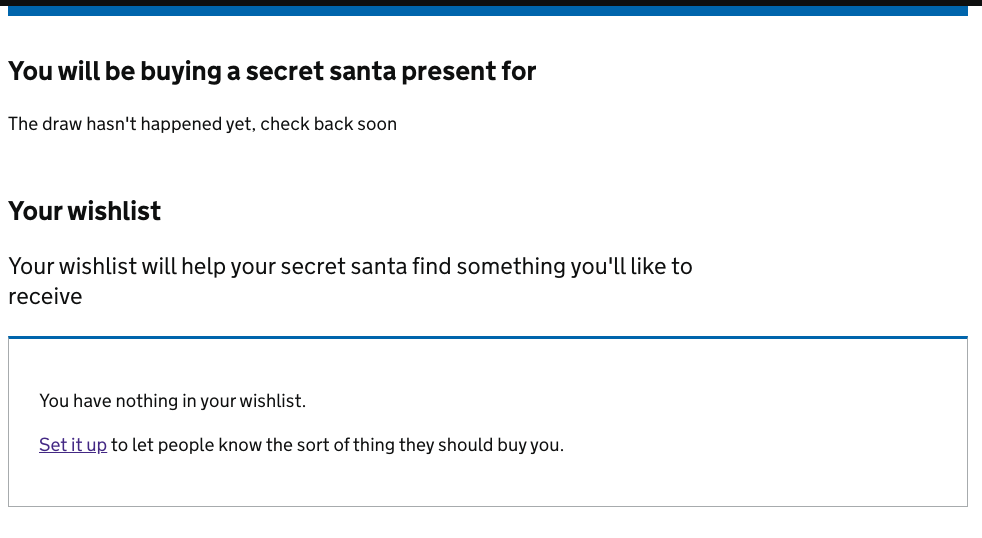 You will be buying a secret santa present for
The draw hasn't happened yet, check back soon
Your wishlist
Your wishlist will help your secret santa find something you'll like to
receive
You have nothing in your wishlist.
Set it up to let people know the sort of thing they should buy you.